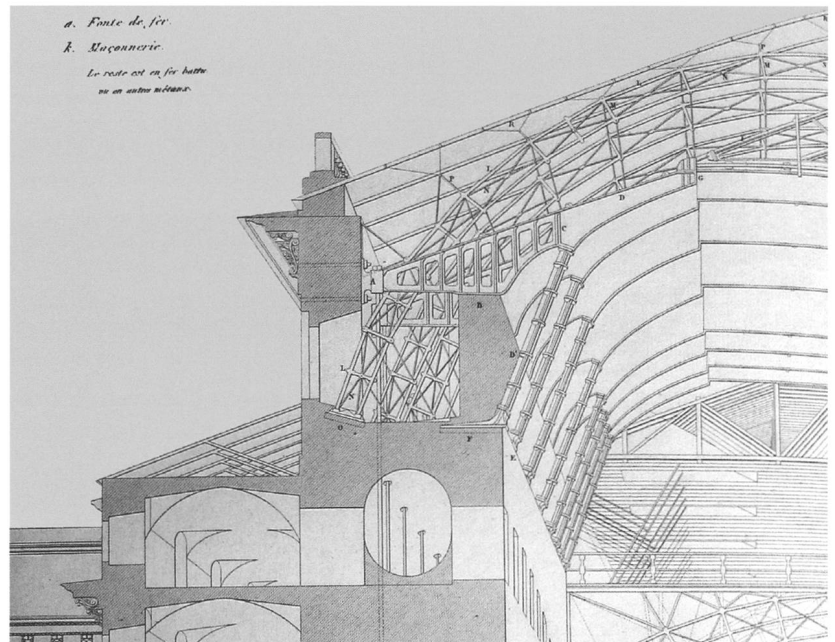 a. Fonte de fer.
k. Maçonnerie.
Le reste est en fer battu
ou en autres métaux.
K
P
L
N
M
V
R
M
L
L
P
N
G
D
C
A
B
D'
L
N
O
F
E